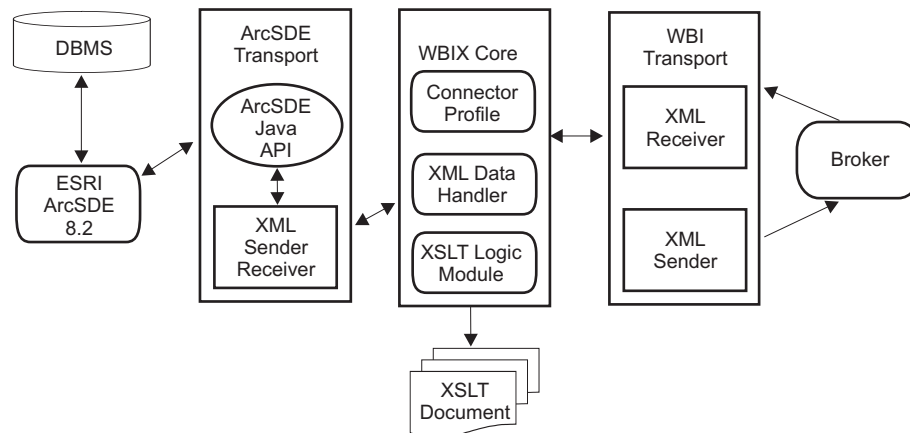 DBMS
ESRI
ArcSDE
8.2
ArcSDE
Transport
ArcSDE
Java
API
XML
Sender
Receiver
WBIX Core
Connector
Profile
XML Data
Handler
XSLT Logic
Module
XSLT
Document
WBI
Transport
XML
Receiver
XML
Sender
Broker